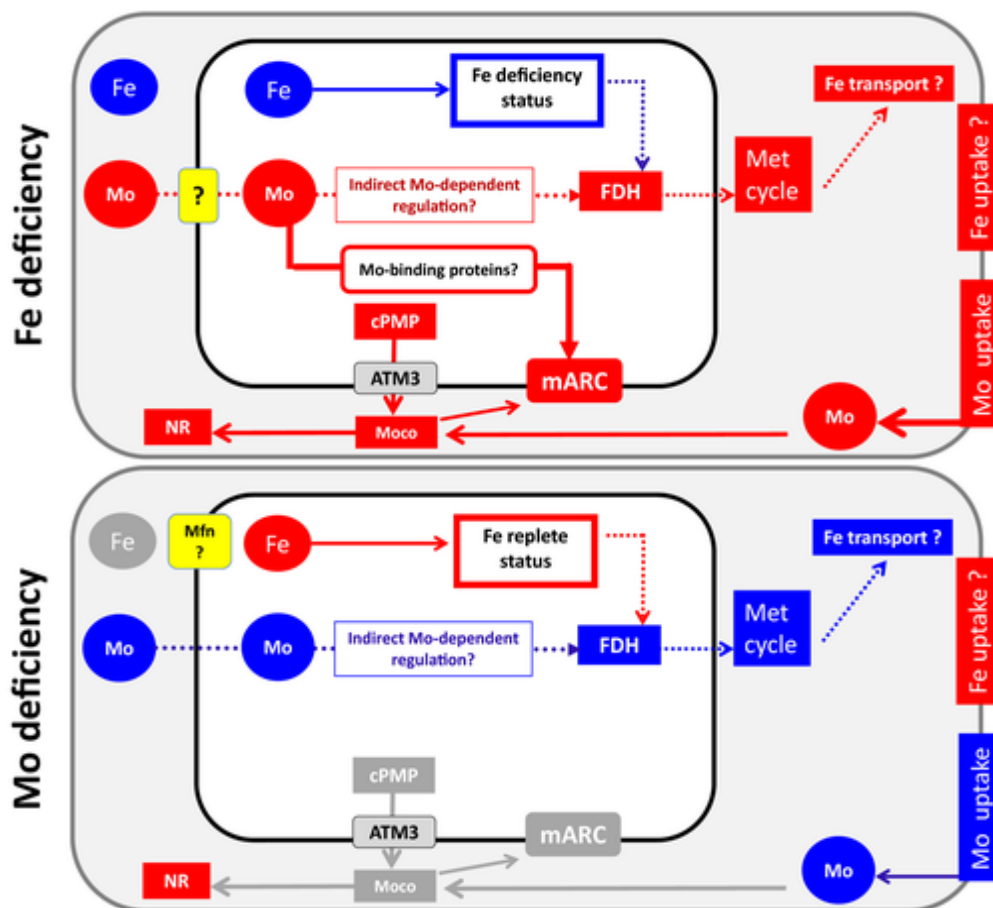 Fe deficiency
Fe
Fe
Fe deficiency
status
Fe transport ?
Fe uptake ?
Mo
?
Mo
Indirect Mo-dependent
regulation?
FDH
Met
cycle
Mo-binding proteins?
cPMP
ATM3
mARC
Mo uptake
NR
Moco
Mo
Mo deficiency
Fe
Mfn
?
Fe
Fe replete
status
Fe transport ?
Fe uptake ?
Mo
Mo
Indirect Mo-dependent
regulation?
FDH
Met
cycle
cPMP
ATM3
mARC
Mo uptake
NR
Moco
Mo